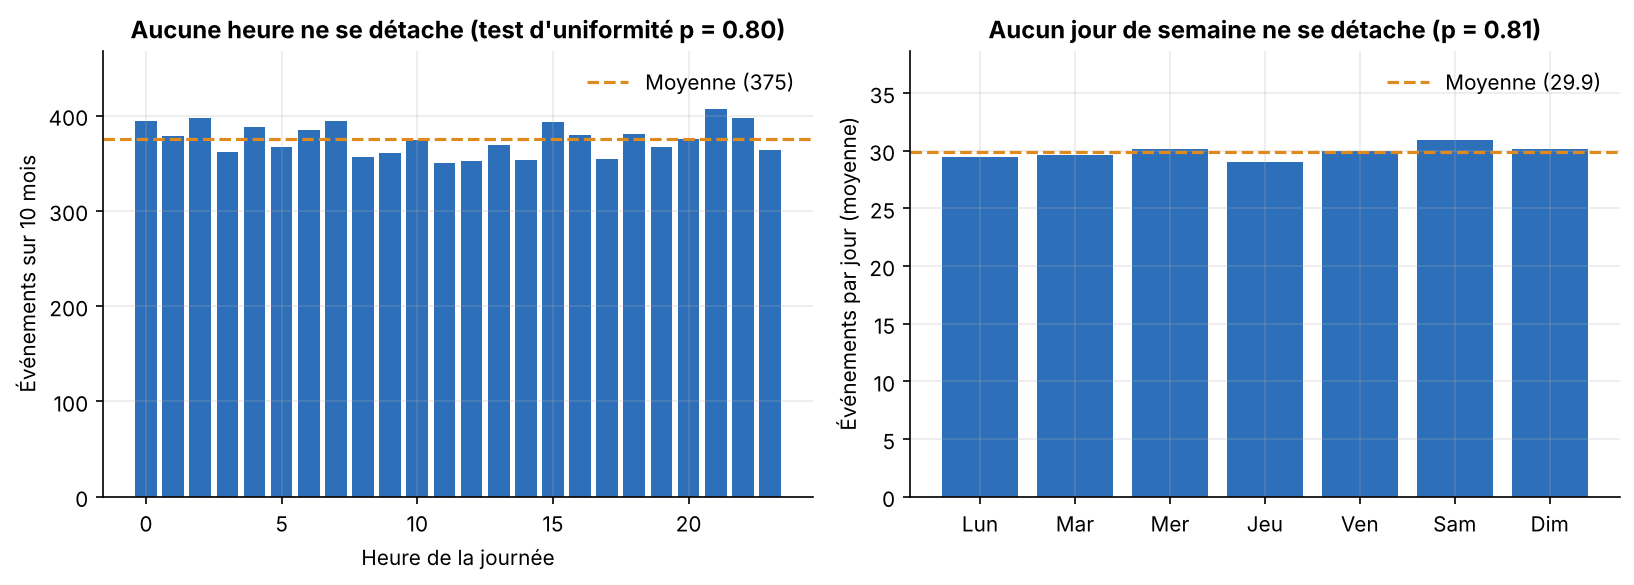 Aucune heure ne se détache (test d'uniformité p = 0.80)
Moyenne (375)
Événements sur 10 mois
400
300
200
100
0
0 5 10 15 20
Heure de la journée
Aucun jour de semaine ne se détache (p = 0.81)
Moyenne (29.9)
Événements par jour (moyenne)
35
30
25
20
15
10
5
0
Lun Mar Mer Jeu Ven Sam Dim